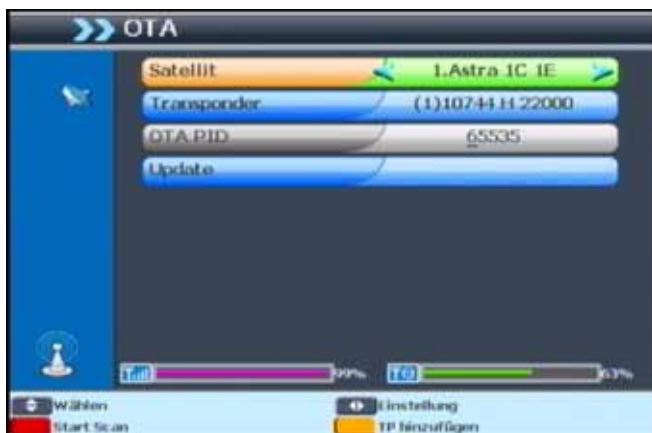 OTA
Satellit 1.Astra 1C 1E
Transponder (1)10744 H 22000
OTA PID 65535
Update
99% 63%
Wählen Einstellung
Start Scan TP hinzufügen